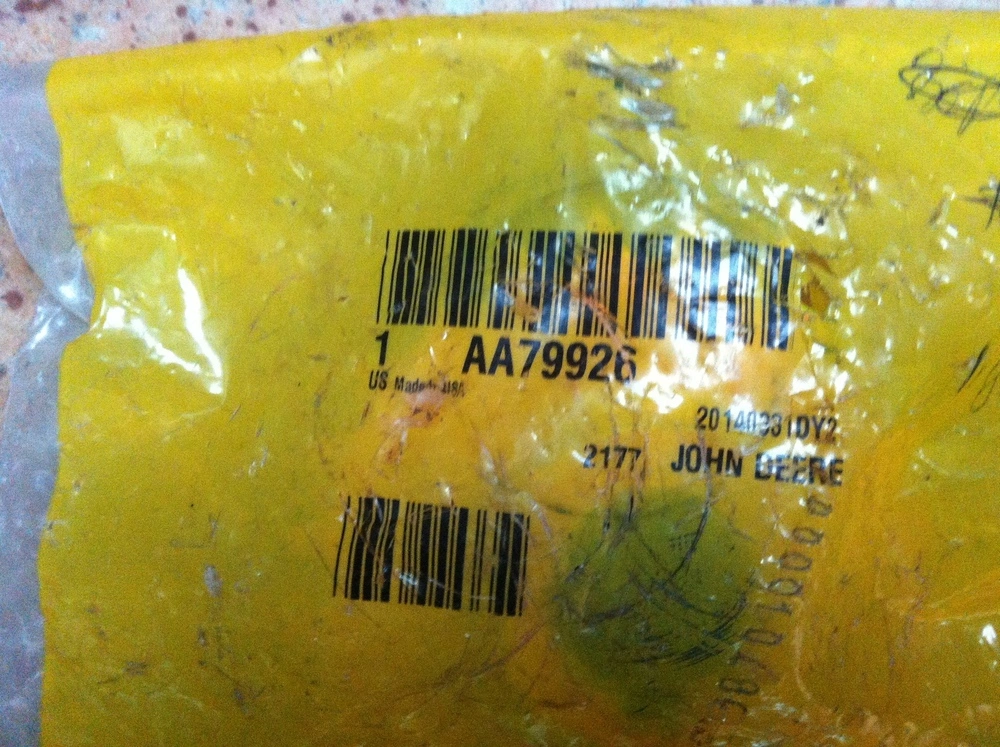 1 AA79926
US Made in USA
20140331DY2
2177 JOHN DEERE